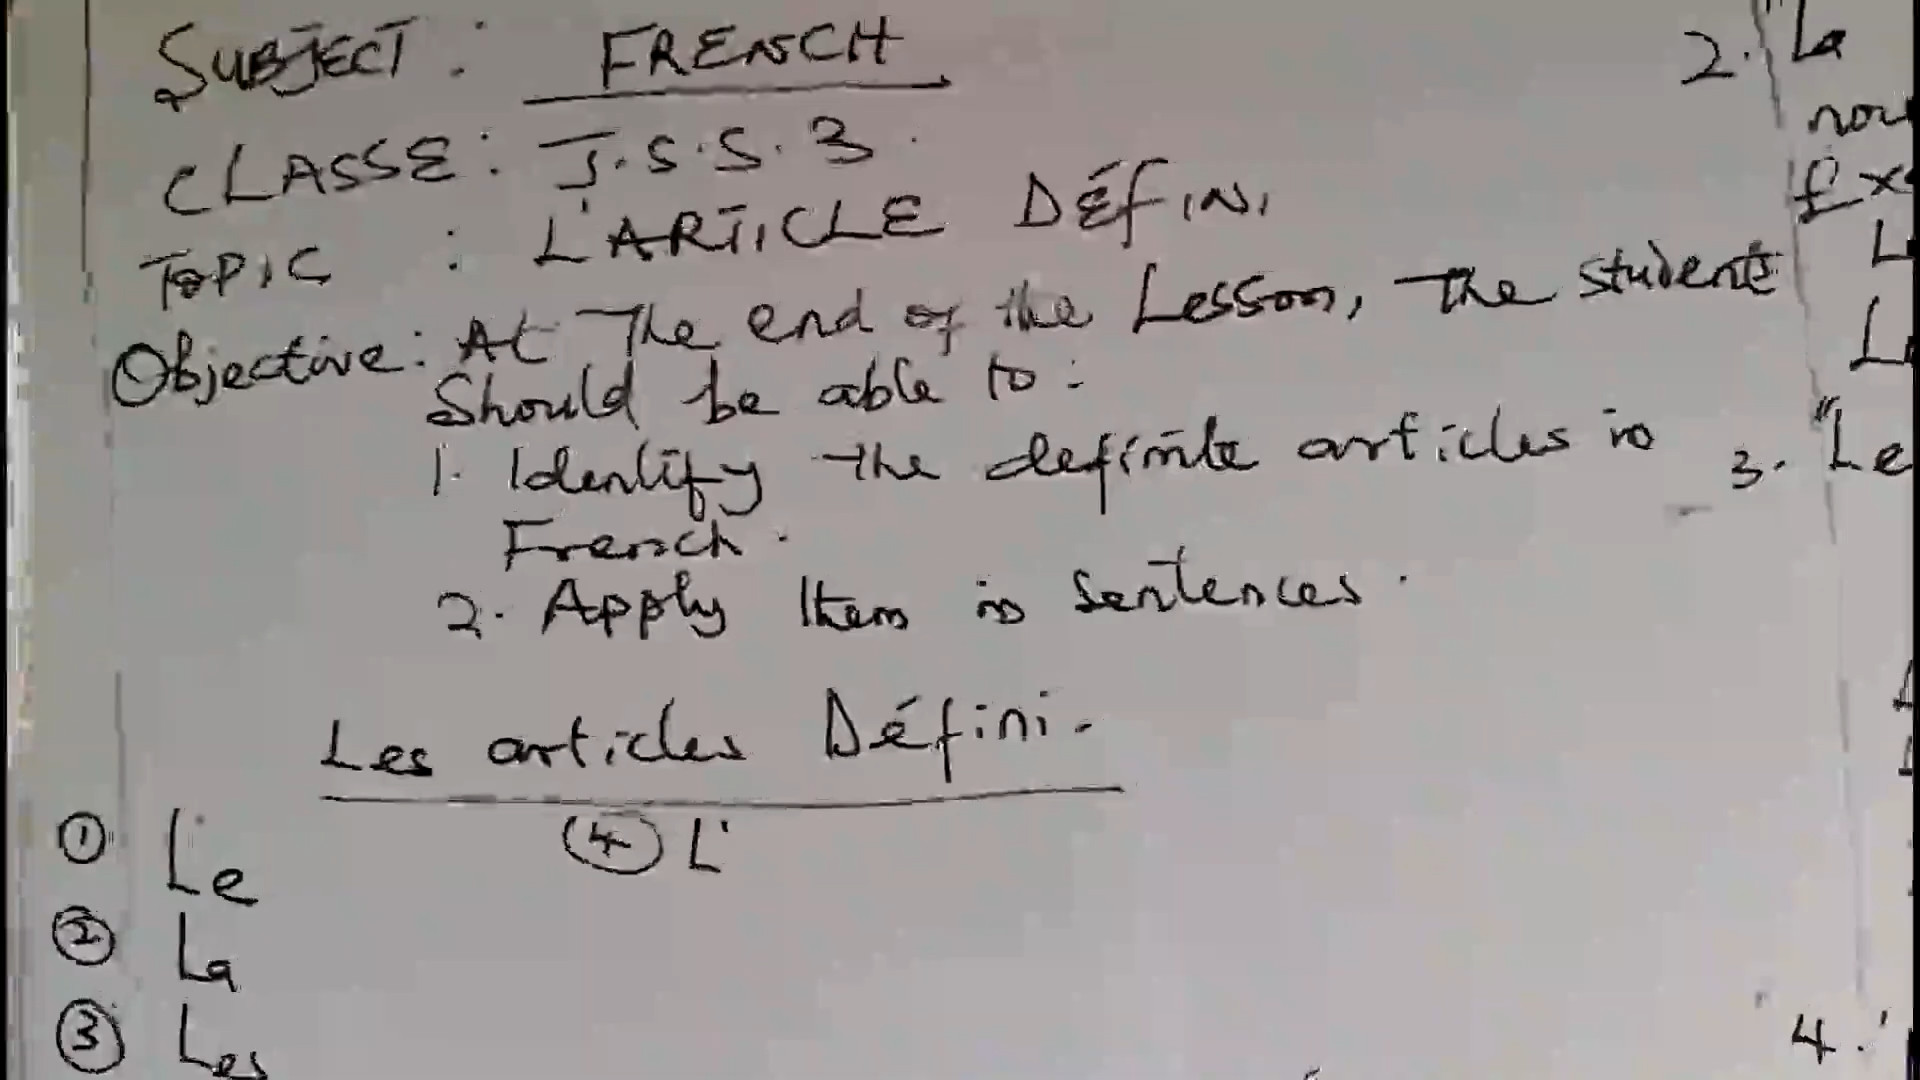 SUBJECT: FRENCH
CLASSE: J.S.S.3.
TOPIC : L'ARTICLE DÉFINI
Objective: At The end of the Lesson, The students
Should be able to:
1. Identify the definite articles in
French.
2. Apply them in sentences.
Les articles Défini.
① Le
④ L'
② La
③ Les
2. "La
3. "Le
4. '